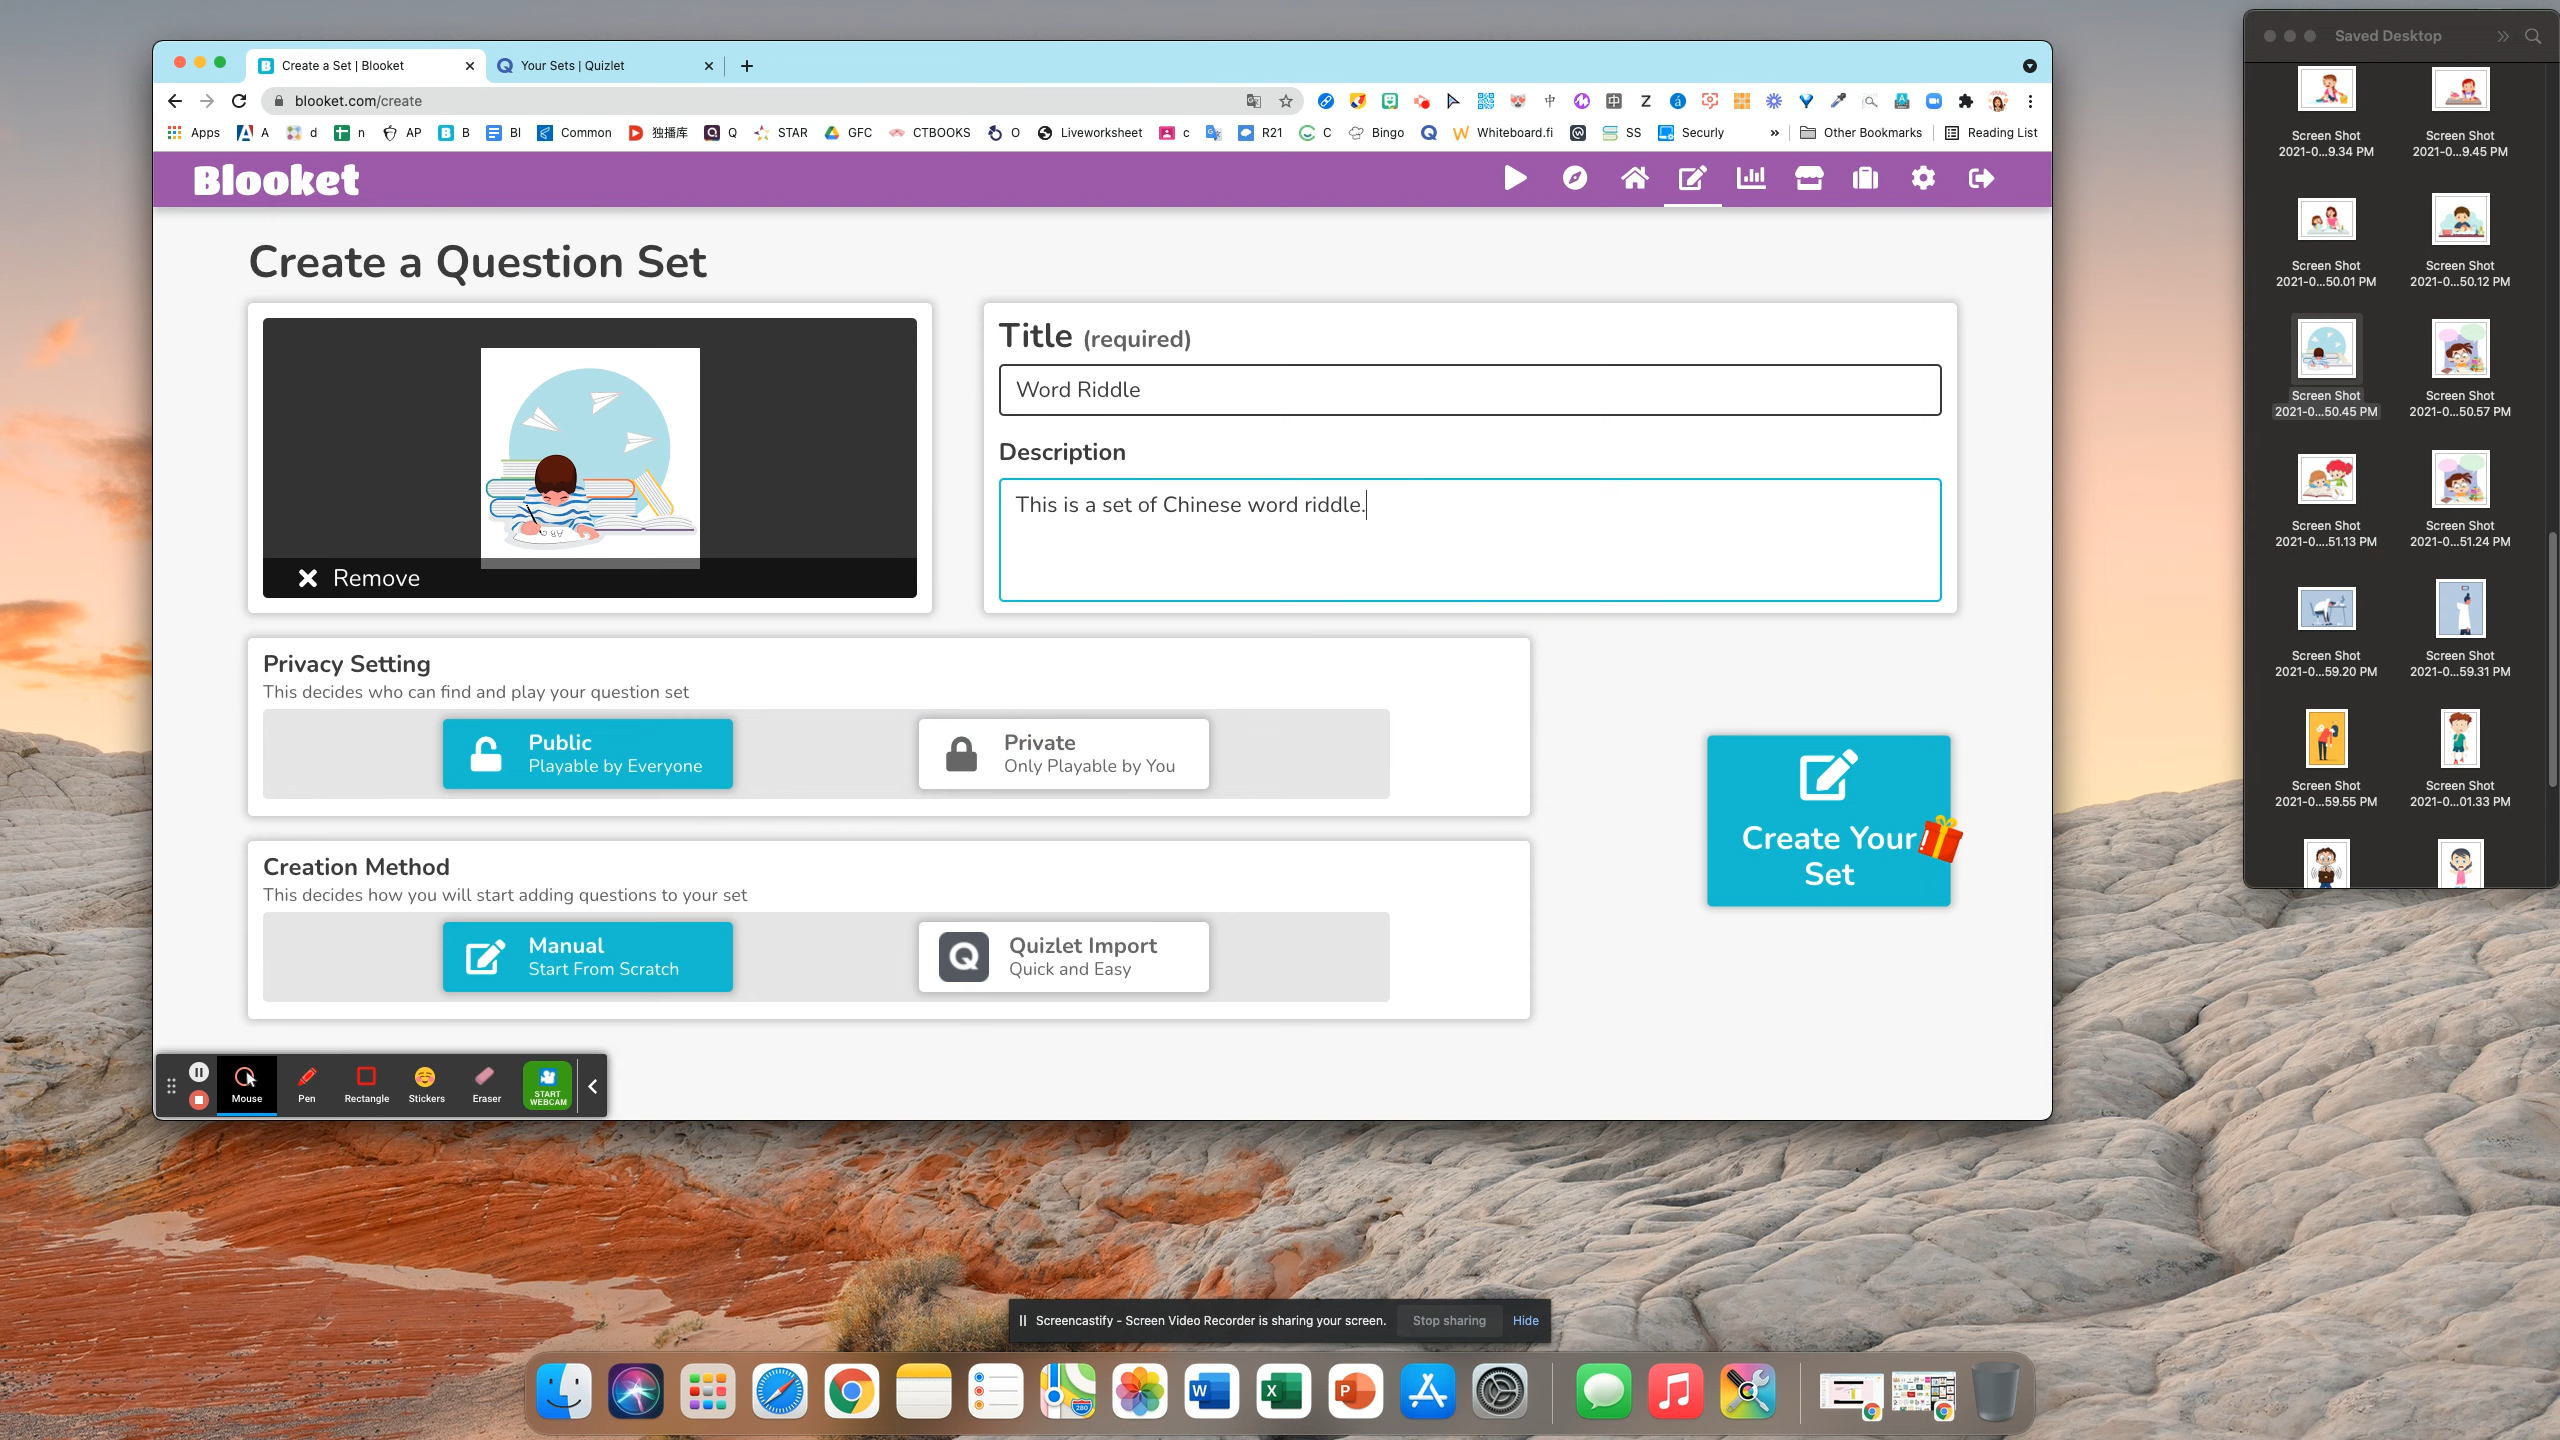 Create a Set | Blooket
Your Sets | Quizlet
blooket.com/create
Apps
A
d
n
AP
B
BI
Common
独播库
Q
STAR
GFC
CTBOOKS
O
Liveworksheet
c
R21
C
Bingo
Whiteboard.fi
SS
Securly
»
Other Bookmarks
Reading List
Blooket
Create a Question Set
Remove
Title (required)
Word Riddle
Description
This is a set of Chinese word riddle.
Privacy Setting
This decides who can find and play your question set
Public
Playable by Everyone
Private
Only Playable by You
Creation Method
This decides how you will start adding questions to your set
Manual
Start From Scratch
Quizlet Import
Quick and Easy
Create Your
Set
Mouse
Pen
Rectangle
Stickers
Eraser
START
WEBCAM
Screencastify - Screen Video Recorder is sharing your screen.
Stop sharing
Hide
Saved Desktop
Screen Shot
2021-0...9.34 PM
Screen Shot
2021-0...9.45 PM
Screen Shot
2021-0...50.01 PM
Screen Shot
2021-0...50.12 PM
Screen Shot
2021-0...50.45 PM
Screen Shot
2021-0...50.57 PM
Screen Shot
2021-0....51.13 PM
Screen Shot
2021-0...51.24 PM
Screen Shot
2021-0...59.20 PM
Screen Shot
2021-0...59.31 PM
Screen Shot
2021-0...59.55 PM
Screen Shot
2021-0...01.33 PM